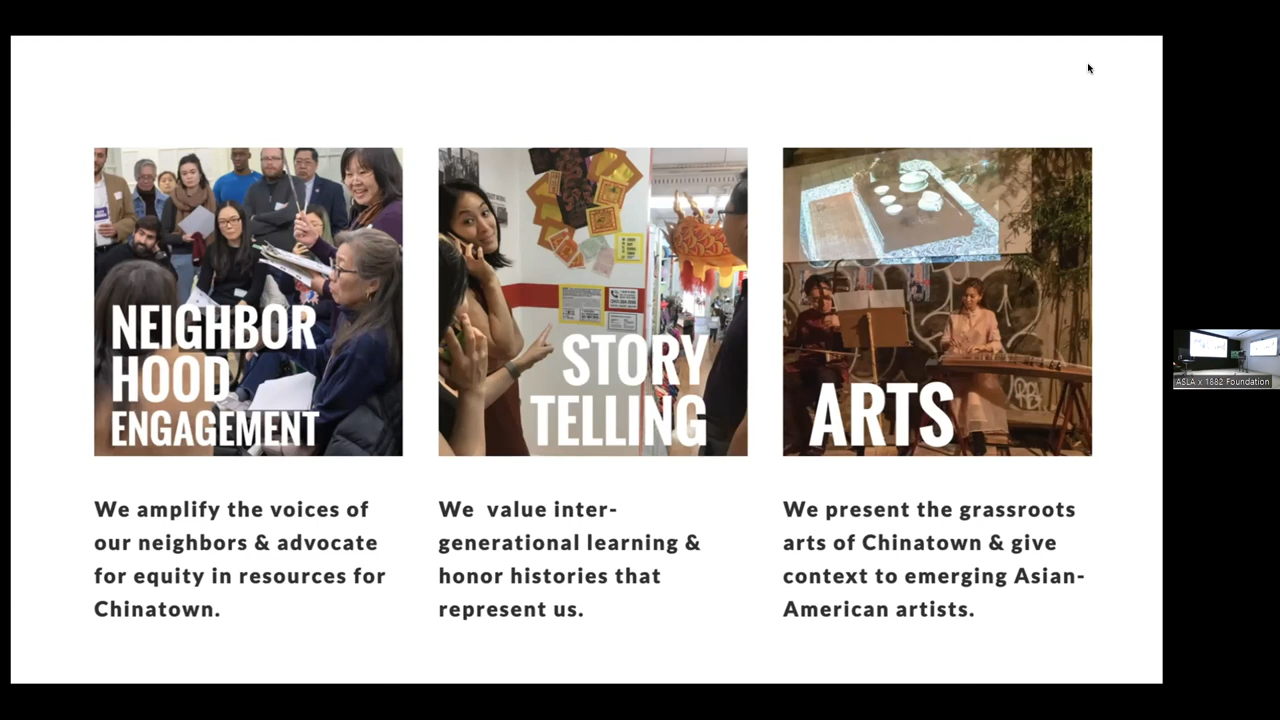 NEIGHBOR
HOOD
ENGAGEMENT
STORY
TELLING
ARTS
We amplify the voices of
our neighbors & advocate
for equity in resources for
Chinatown.
We value inter-
generational learning &
honor histories that
represent us.
We present the grassroots
arts of Chinatown & give
context to emerging Asian-
American artists.
ASLA x 1882 Foundation